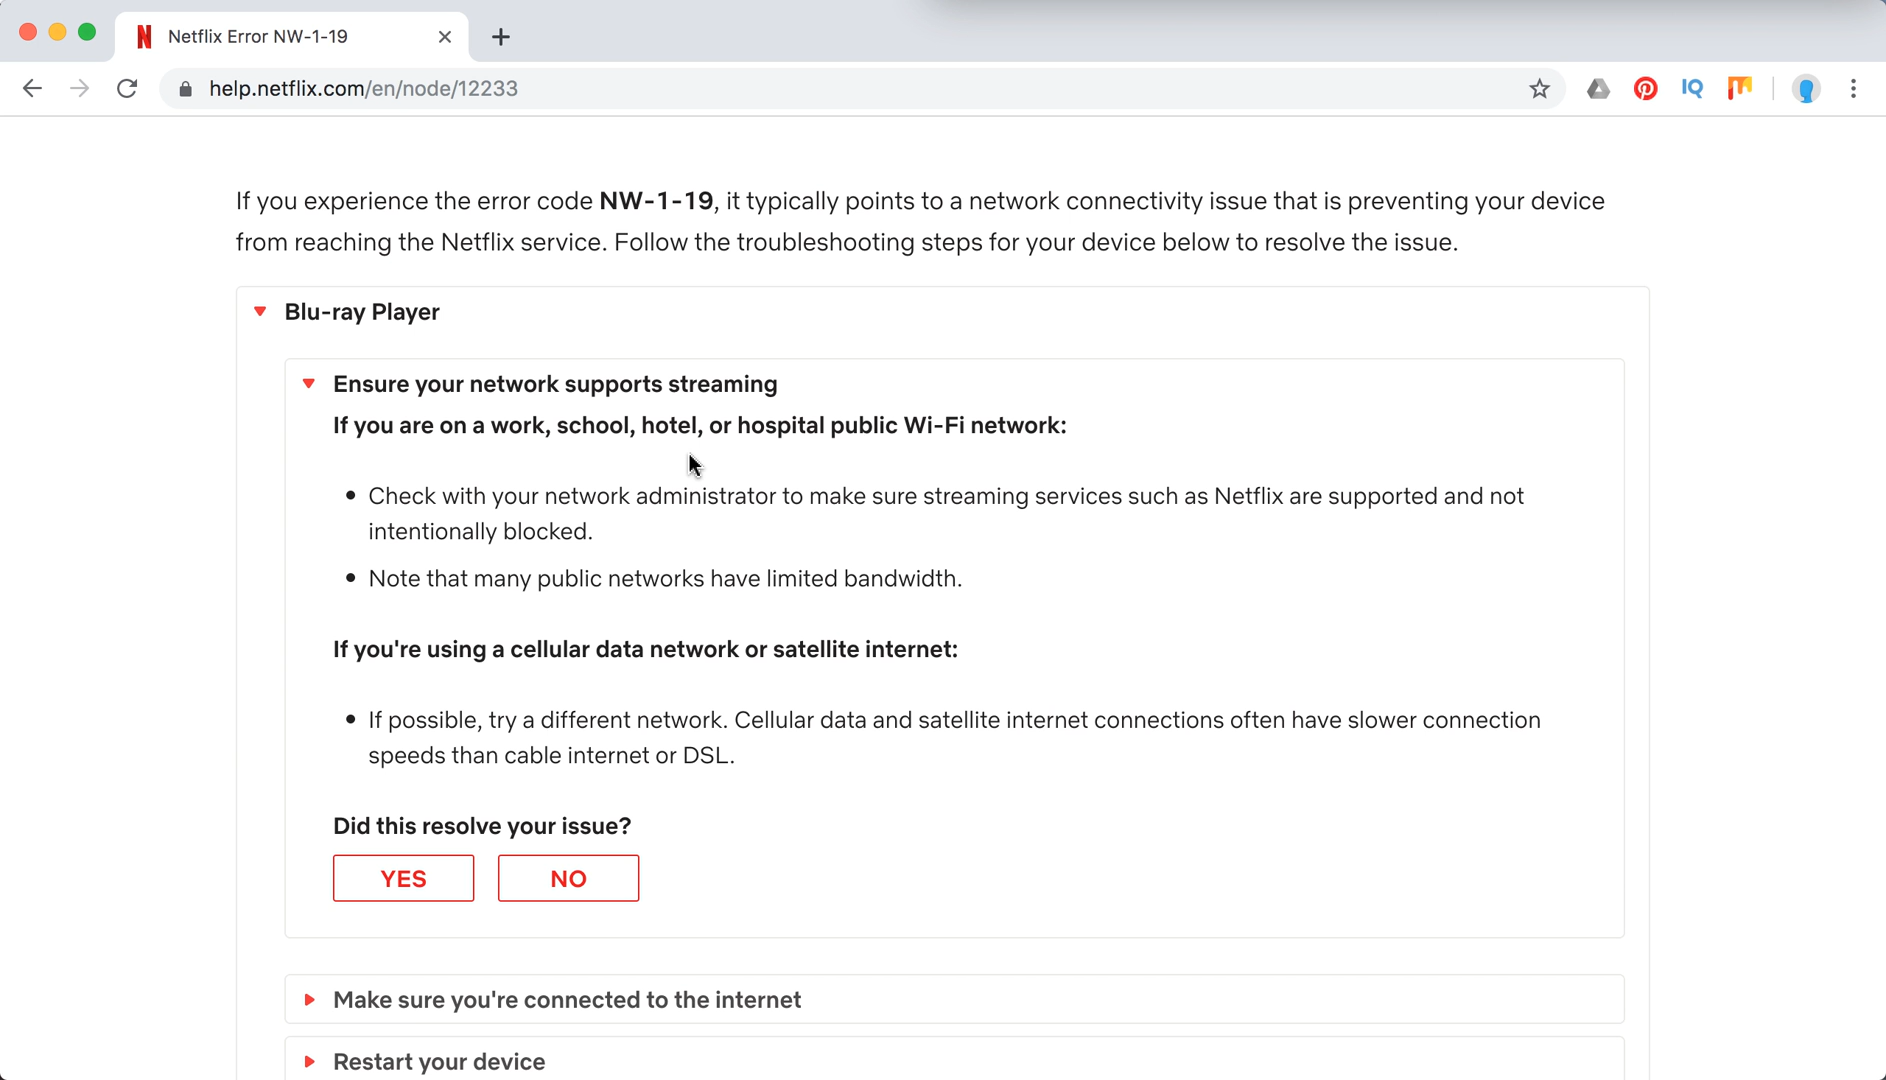 Netflix Error NW-1-19
help.netflix.com/en/node/12233
IQ
If you experience the error code NW-1-19, it typically points to a network connectivity issue that is preventing your device
from reaching the Netflix service. Follow the troubleshooting steps for your device below to resolve the issue.
Blu-ray Player
Ensure your network supports streaming
If you are on a work, school, hotel, or hospital public Wi-Fi network:
Check with your network administrator to make sure streaming services such as Netflix are supported and not
intentionally blocked.
Note that many public networks have limited bandwidth.
If you're using a cellular data network or satellite internet:
If possible, try a different network. Cellular data and satellite internet connections often have slower connection
speeds than cable internet or DSL.
Did this resolve your issue?
YES NO
Make sure you're connected to the internet
Restart your device